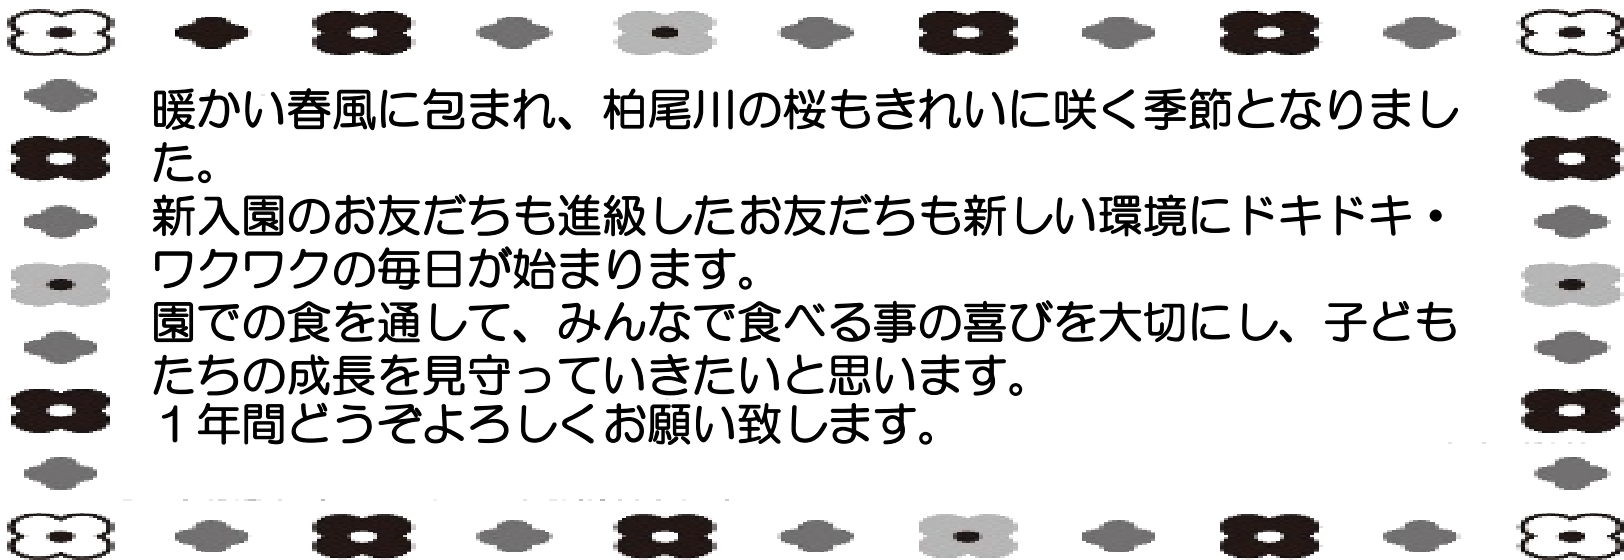 暖かい春風に包まれ、柏尾川の桜もきれいに咲く季節となりまし
た。
新入園のお友だちも進級したお友だちも新しい環境にドキドキ・
ワクワクの毎日が始まります。
園での食を通して、みんなで食べる事の喜びを大切にし、子ども
たちの成長を見守っていきたいと思います。
１年間どうぞよろしくお願い致します。